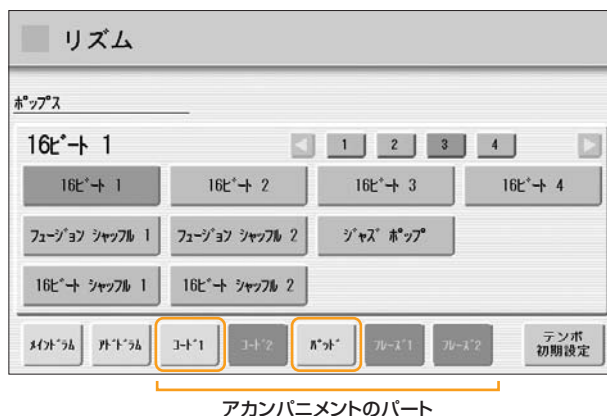 リズム
ポップス
16ビート 1
1 2 3 4
16ビート 1 16ビート 2 16ビート 3 16ビート 4
フュージョン シャッフル 1 フュージョン シャッフル 2 ジャズ ポップ
16ビート シャッフル 1 16ビート シャッフル 2
メインドラム アドドラム コード1 コード2 パッド フレーズ1 フレーズ2 テンポ
初期設定
アカンパニメントのパート